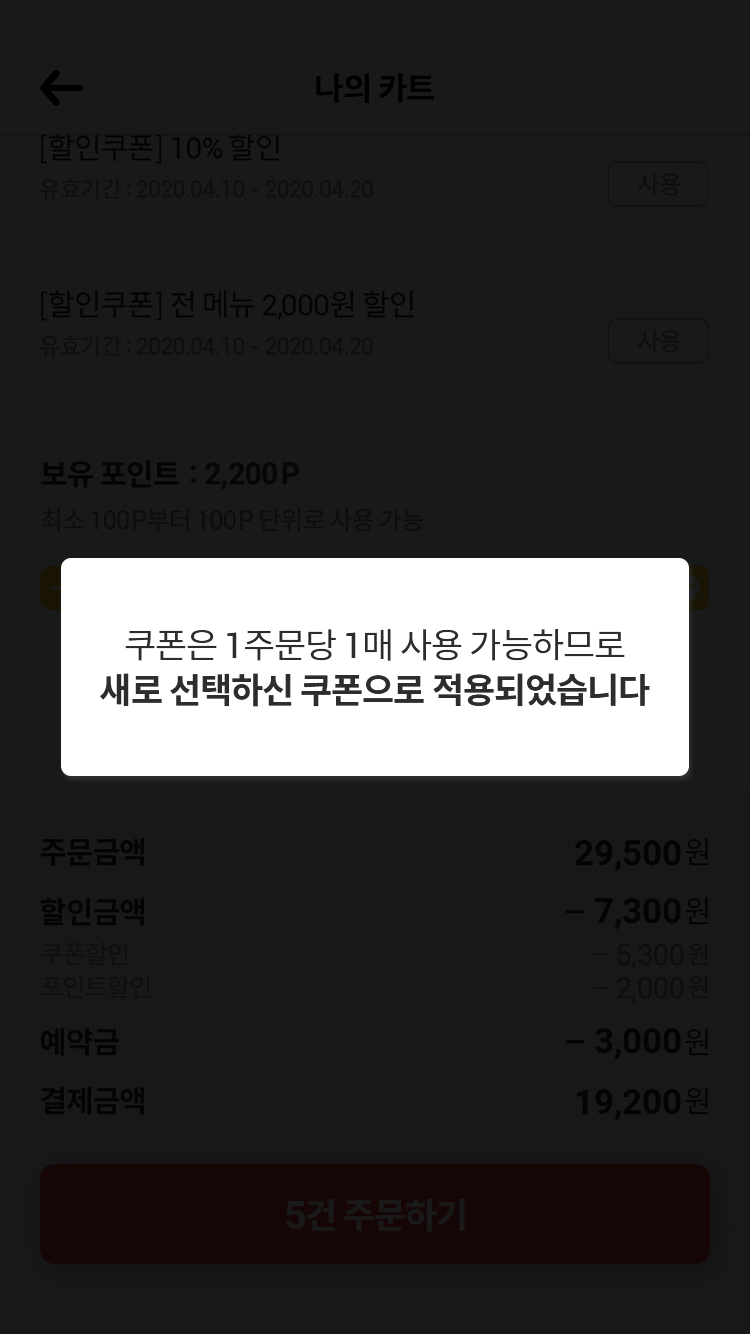 나의 카트
[할인쿠폰] 10% 할인
유효기간 : 2020.04.10 - 2020.04.20
사용
[할인쿠폰] 전 메뉴 2,000원 할인
유효기간 : 2020.04.10 - 2020.04.20
사용
보유 포인트 : 2,200P
최소 100P부터 100P 단위로 사용 가능
쿠폰은 1주문당 1매 사용 가능하므로
새로 선택하신 쿠폰으로 적용되었습니다
주문금액 29,500원
할인금액 – 7,300원
쿠폰할인 – 5,300원
포인트할인 – 2,000원
예약금 – 3,000원
결제금액 19,200원
5건 주문하기